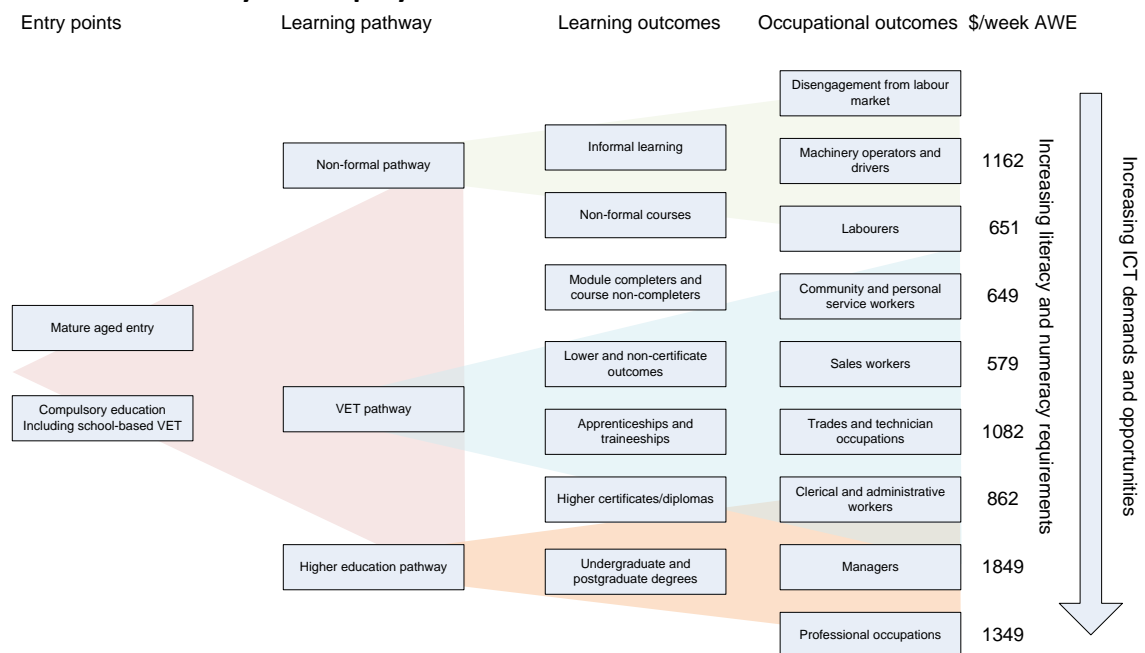 Entry points
Learning pathway
Learning outcomes
Occupational outcomes
$/week AWE
Mature aged entry
Compulsory education
Including school-based VET
Non-formal pathway
VET pathway
Higher education pathway
Informal learning
Non-formal courses
Module completers and
course non-completers
Lower and non-certificate
outcomes
Apprenticeships and
traineeships
Higher certificates/diplomas
Undergraduate and
postgraduate degrees
Disengagement from labour
market
Machinery operators and
drivers
Labourers
Community and personal
service workers
Sales workers
Trades and technician
occupations
Clerical and administrative
workers
Managers
Professional occupations
1162
651
649
579
1082
862
1849
1349
Increasing literacy and numeracy requirements
Increasing ICT demands and opportunities